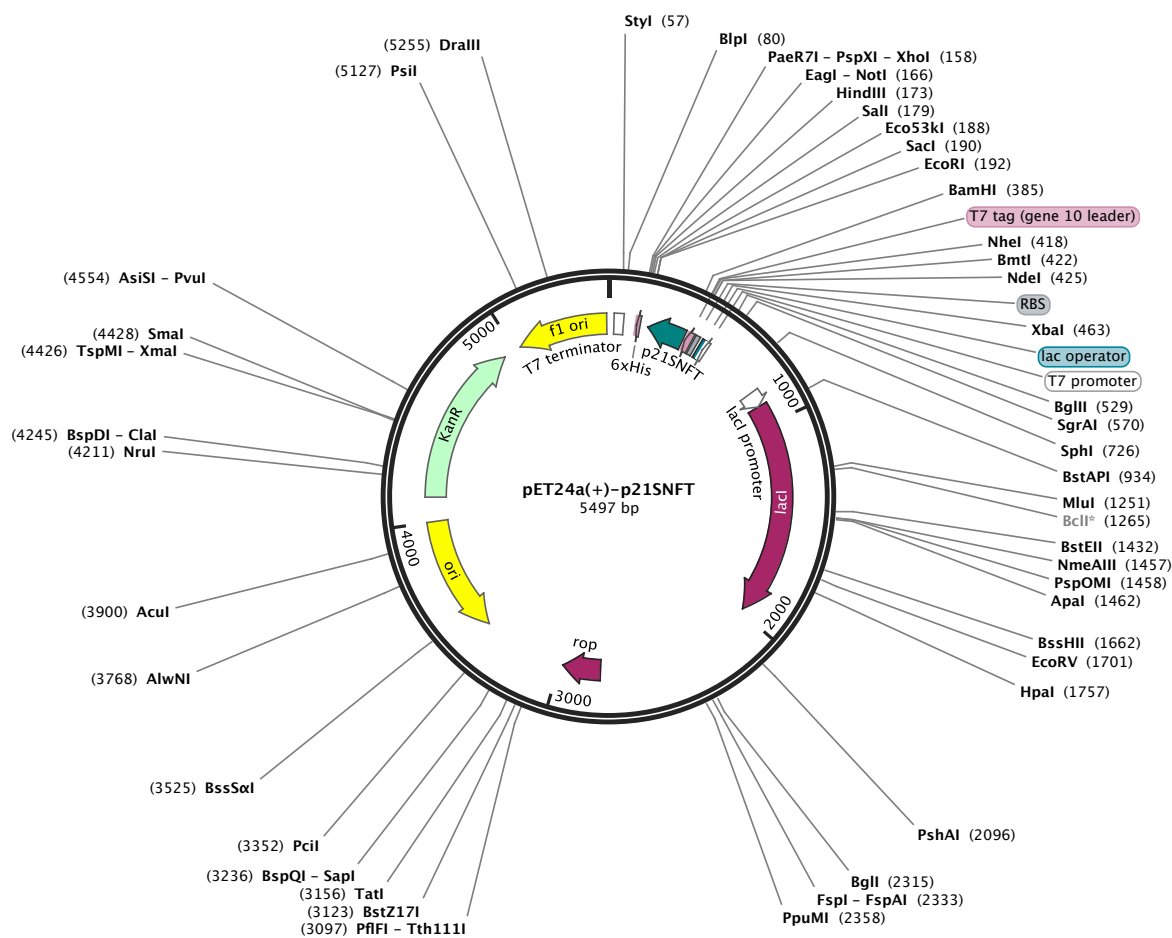 StyI (57)
BlpI (80)
PaeR7I - PspXI - XhoI (158)
EagI - NotI (166)
HindIII (173)
SalI (179)
Eco53kI (188)
SacI (190)
EcoRI (192)
BamHI (385)
T7 tag (gene 10 leader)
NheI (418)
BmtI (422)
NdeI (425)
RBS
XbaI (463)
lac operator
T7 promoter
BglII (529)
SgrAI (570)
SphI (726)
BstAPI (934)
MluI (1251)
BclI* (1265)
BstEII (1432)
NmeAIII (1457)
PspOMI (1458)
ApaI (1462)
BssHII (1662)
EcoRV (1701)
HpaI (1757)
PshAI (2096)
BglI (2315)
FspI - FspAI (2333)
PpuMI (2358)
(5255) DraIII
(5127) PsiI
(4554) AsiSI - PvuI
(4428) SmaI
(4426) TspMI - XmaI
(4245) BspDI - ClaI
(4211) NruI
(3900) AcuI
(3768) AlwNI
(3525) BssSαI
(3352) PciI
(3236) BspQI - SapI
(3156) TatI
(3123) BstZ17I
(3097) PflFI - Tth111I
f1 ori
T7 terminator
6xHis
p21SNFT
lacI promoter
lacI
rop
ori
KanR
1000
2000
3000
4000
5000
pET24a(+)-p21SNFT
5497 bp